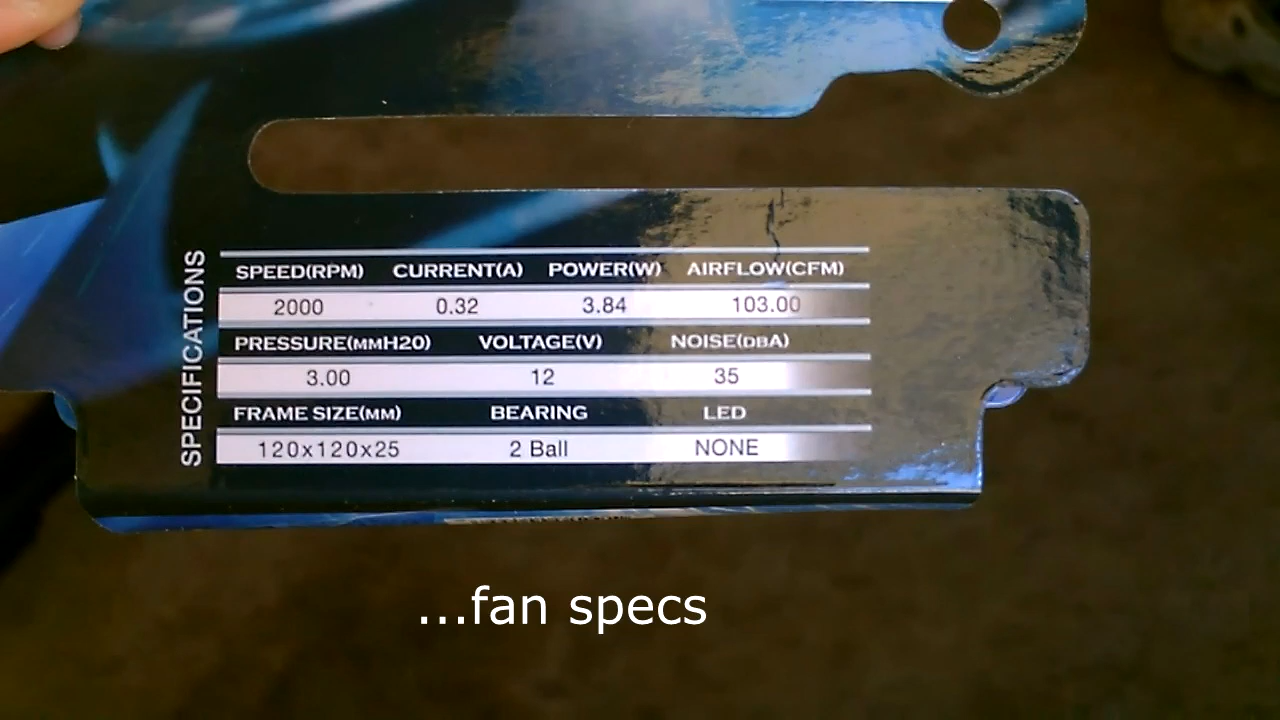 SPECIFICATIONS
SPEED(RPM) CURRENT(A) POWER(W) AIRFLOW(CFM)
2000 0.32 3.84 103.00
PRESSURE(MMH20) VOLTAGE(V) NOISE(DBA)
3.00 12 35
FRAME SIZE(MM) BEARING LED
120x120x25 2 Ball NONE
...fan specs